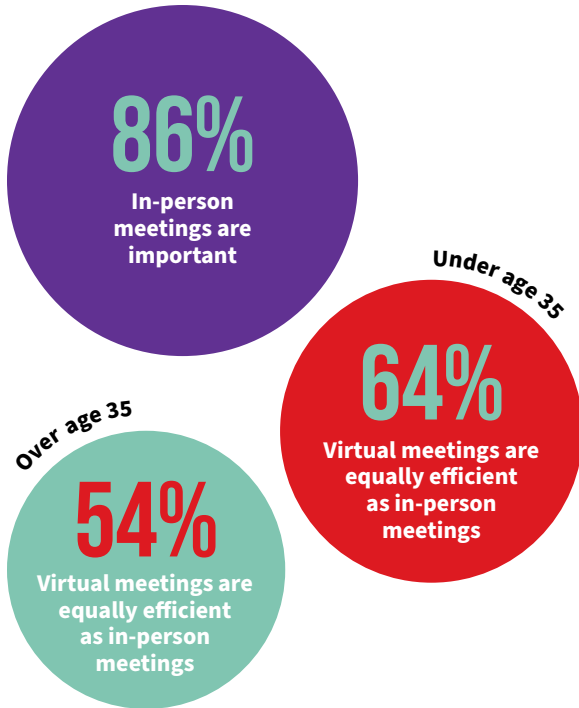 86%
In-person
meetings are
important
Under age 35
64%
Virtual meetings are
equally efficient
as in-person
meetings
Over age 35
54%
Virtual meetings are
equally efficient
as in-person
meetings